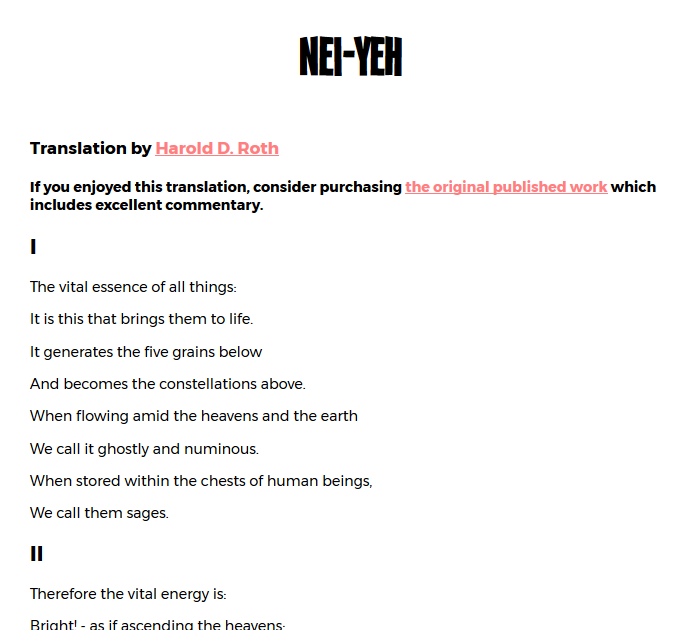 NEI-YEH
Translation by Harold D. Roth
If you enjoyed this translation, consider purchasing the original published work which
includes excellent commentary.
I
The vital essence of all things:
It is this that brings them to life.
It generates the five grains below
And becomes the constellations above.
When flowing amid the heavens and the earth
We call it ghostly and numinous.
When stored within the chests of human beings,
We call them sages.
II
Therefore the vital energy is:
Bright! - as if ascending the heavens;